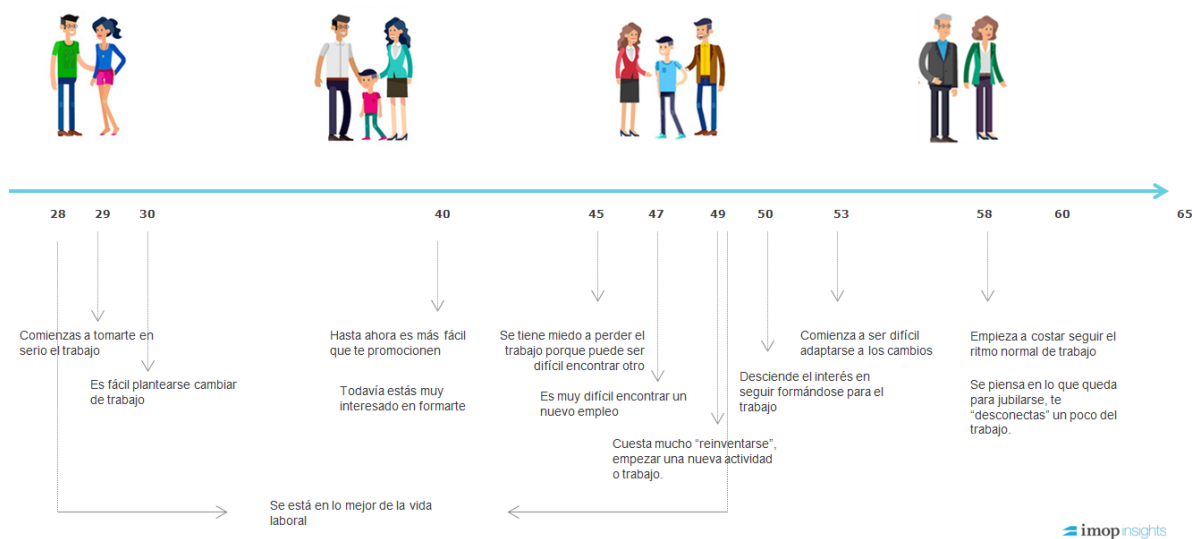 28 29 30 40 45 47 49 50 53 58 60 65
Comienzas a tomarte en
serio el trabajo
Es fácil plantearse cambiar
de trabajo
Hasta ahora es más fácil
que te promocionen
Todavía estás muy
interesado en formarte
Se tiene miedo a perder el
trabajo porque puede ser
difícil encontrar otro
Es muy difícil encontrar un
nuevo empleo
Cuesta mucho “reinventarse”,
empezar una nueva actividad
o trabajo.
Desciende el interés en
seguir formándose para el
trabajo
Comienza a ser difícil
adaptarse a los cambios
Empieza a costar seguir el
ritmo normal de trabajo
Se piensa en lo que queda
para jubilarse, te
“desconectas” un poco del
trabajo.
Se está en lo mejor de la vida
laboral
imop insights